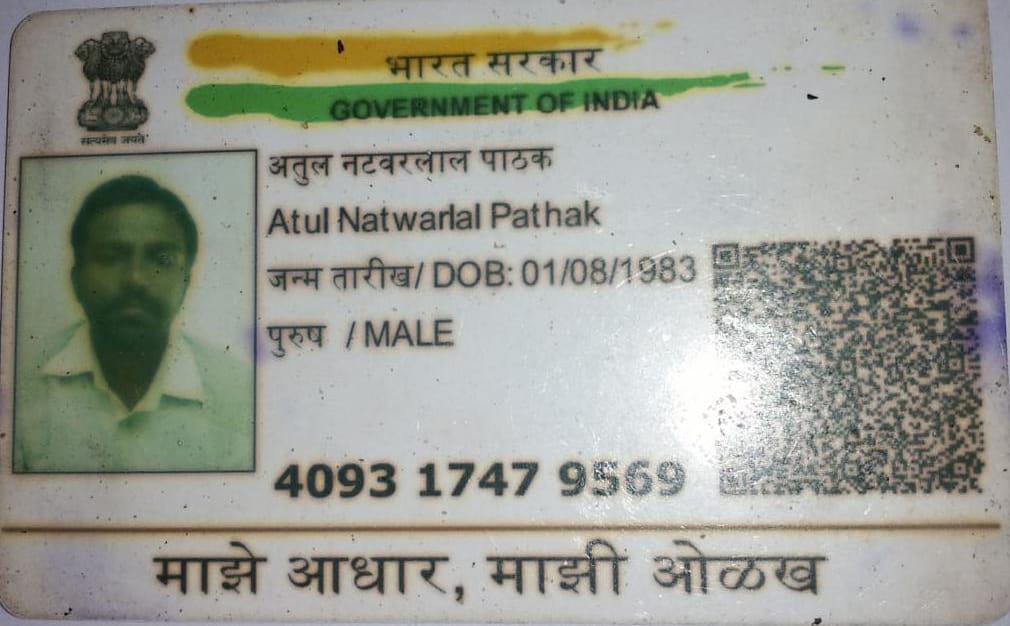 भारत सरकार
GOVERNMENT OF INDIA
सत्यमेव जयते
अतुल नटवरलाल पाठक
Atul Natwarlal Pathak
जन्म तारीख/ DOB: 01/08/1983
पुरुष / MALE
4093 1747 9569
माझे आधार, माझी ओळख